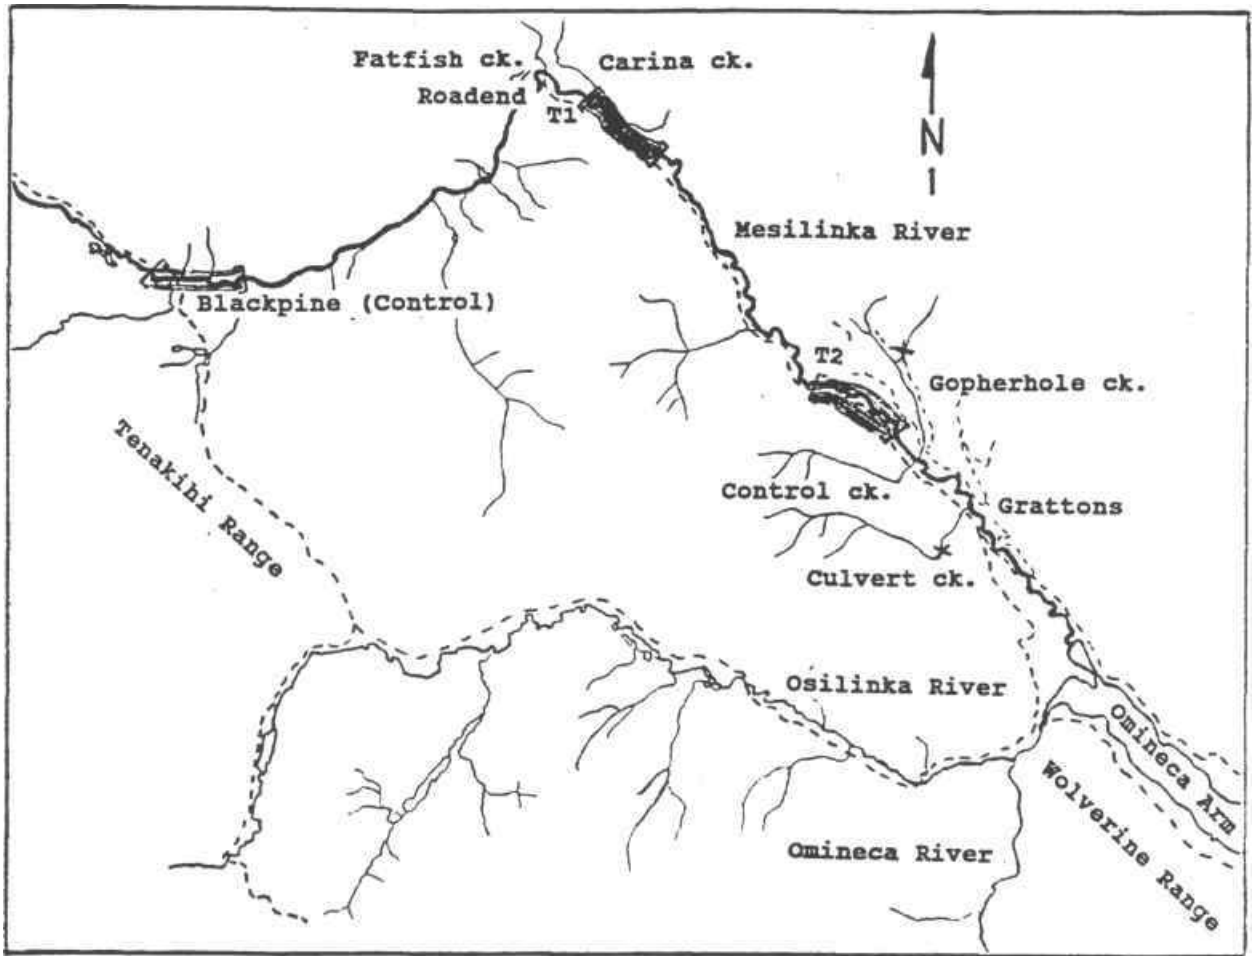 Fatfish ck.
Carina ck.
Roadend
T1
N
Mesilinka River
Blackpine (Control)
T2
Gopherhole ck.
Tenakihi Range
Control ck.
Grattons
Culvert ck.
Osilinka River
Omineca Arm
Wolverine Range
Omineca River